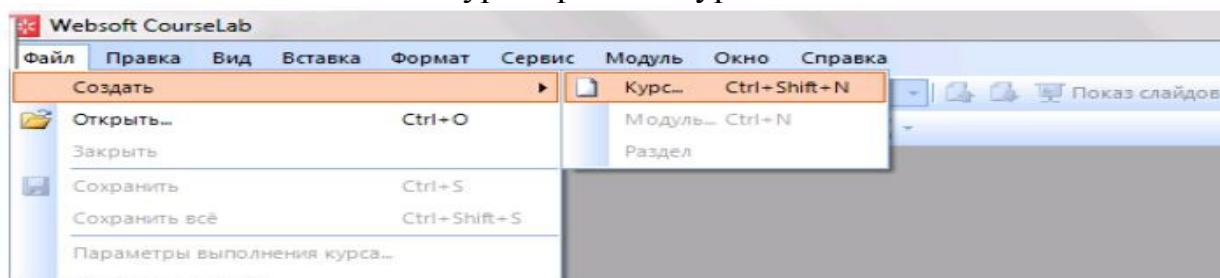 Websoft CourseLab
Файл Правка Вид Вставка Формат Сервис Модуль Окно Справка
Создать Курс... Ctrl+Shift+N Показ слайдов
Открыть... Ctrl+O Модуль... Ctrl+N
Закрыть Раздел
Сохранить Ctrl+S
Сохранить всё Ctrl+Shift+S
Параметры выполнения курса...